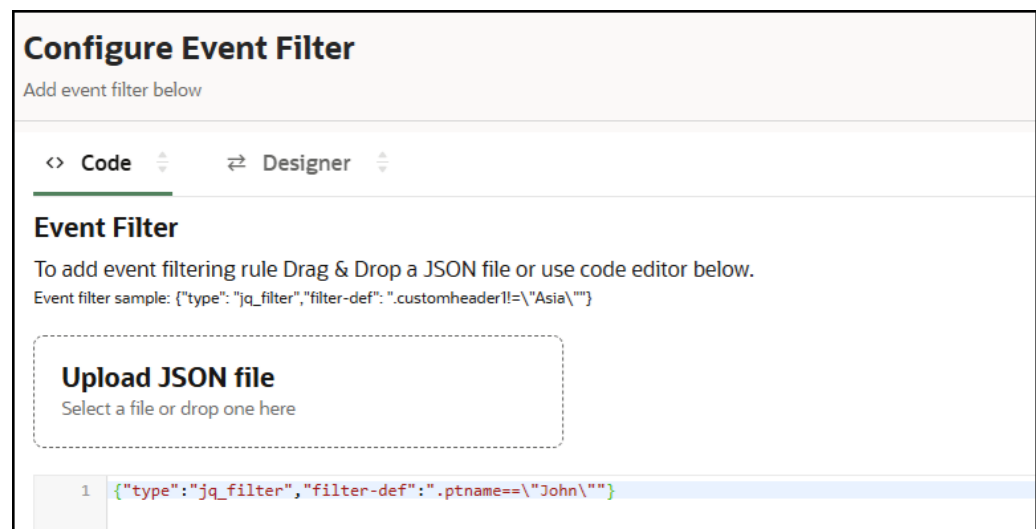 Configure Event Filter
Add event filter below
<> Code ⇄ Designer
Event Filter
To add event filtering rule Drag & Drop a JSON file or use code editor below.
Event filter sample: {"type": "jq_filter","filter-def": ".customheader1!=\"Asia\""}
Upload JSON file
Select a file or drop one here
1 {"type":"jq_filter","filter-def":".ptname==\"John\""}